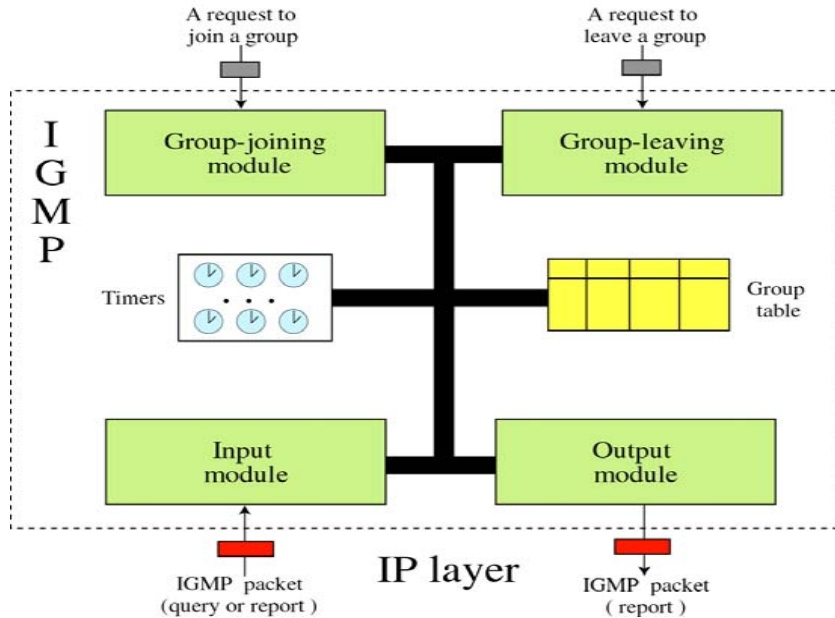 A request to
join a group
A request to
leave a group
I
G
M
P
Group-joining
module
Group-leaving
module
Timers
Group
table
Input
module
Output
module
IP layer
IGMP packet
(query or report )
IGMP packet
( report )